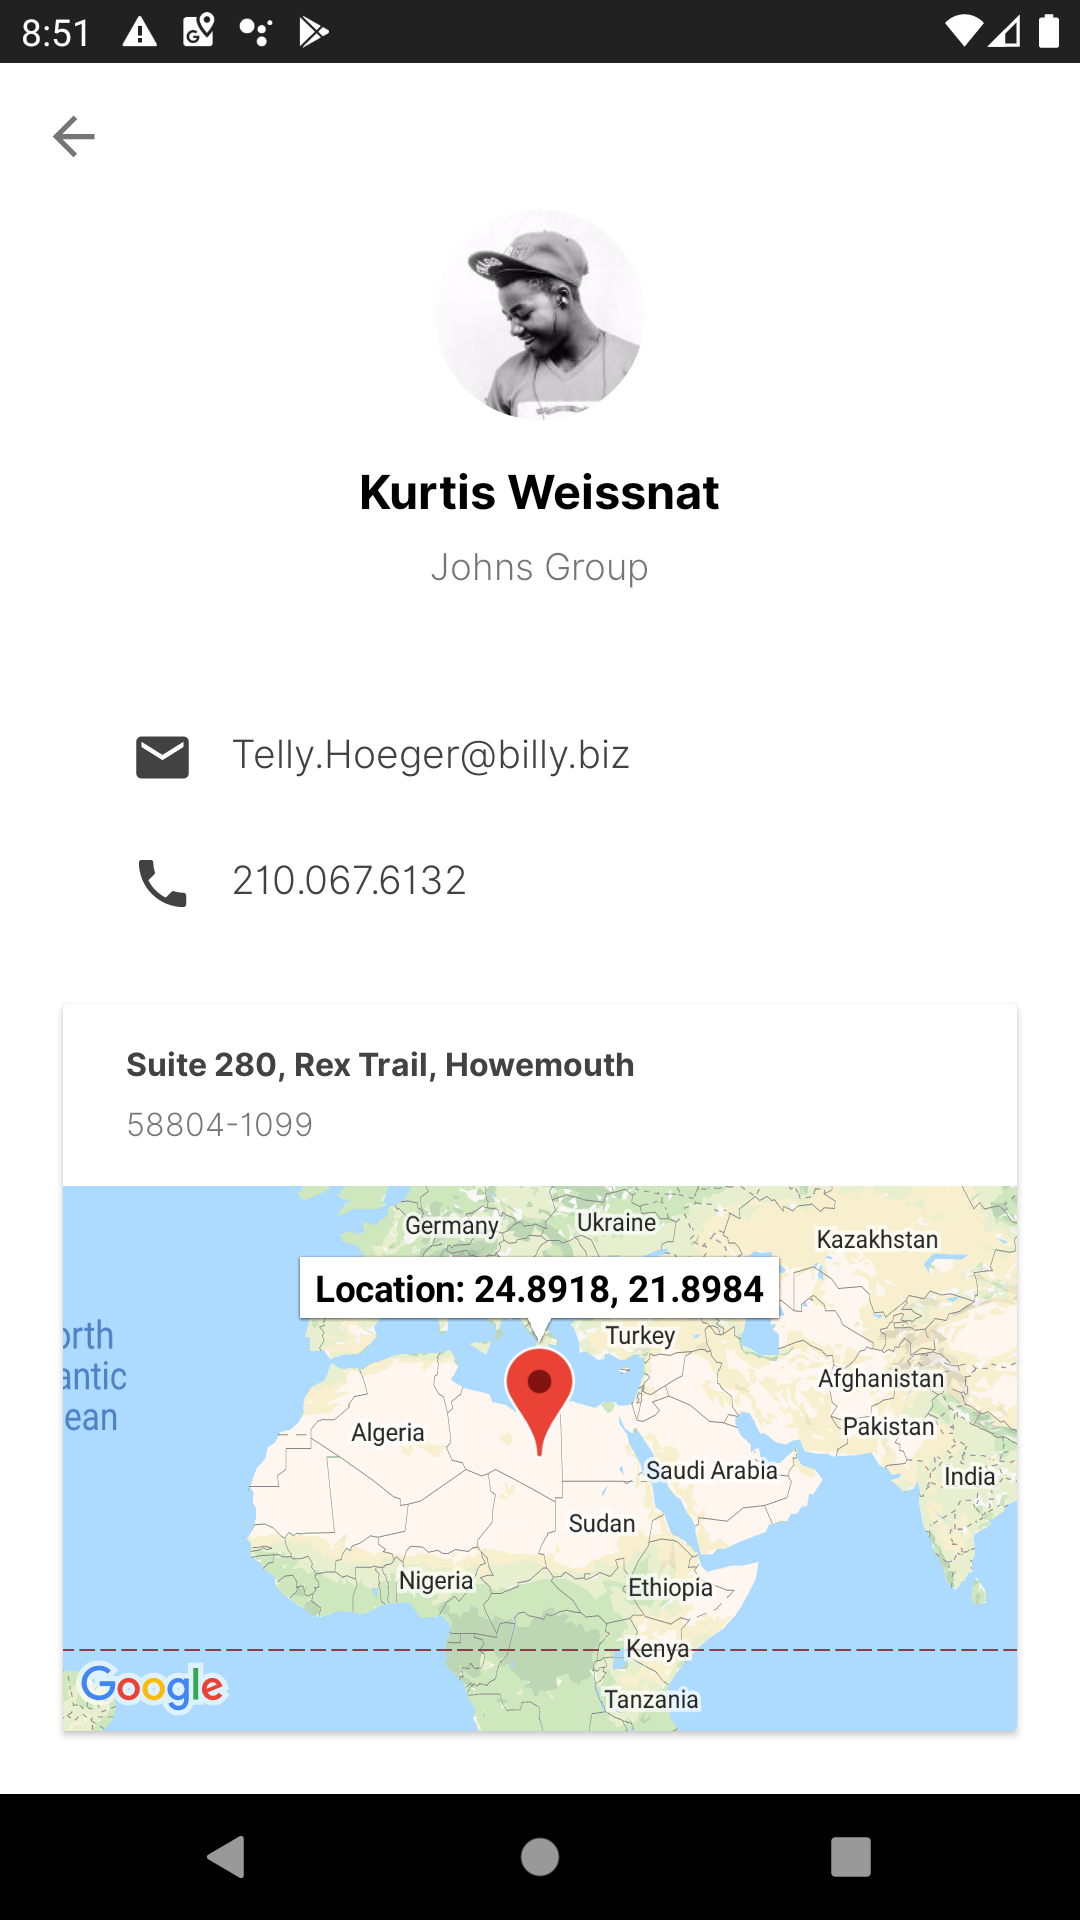 8:51
Kurtis Weissnat
Johns Group
Telly.Hoeger@billy.biz
210.067.6132
Suite 280, Rex Trail, Howemouth
58804-1099
Germany
Ukraine
Kazakhstan
Location: 24.8918, 21.8984
orth
antic
ean
Turkey
Afghanistan
Pakistan
Algeria
Saudi Arabia
India
Sudan
Nigeria
Ethiopia
Kenya
Google
Tanzania